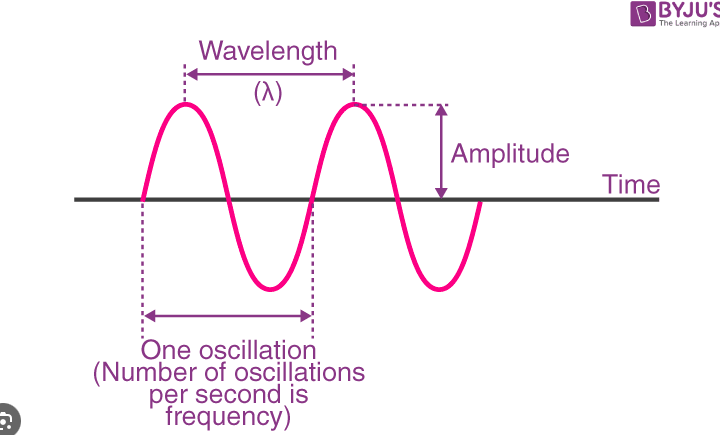 BYJU'S
The Learning Ap
Wavelength
(λ)
Amplitude
Time
One oscillation
(Number of oscillations
per second is
frequency)